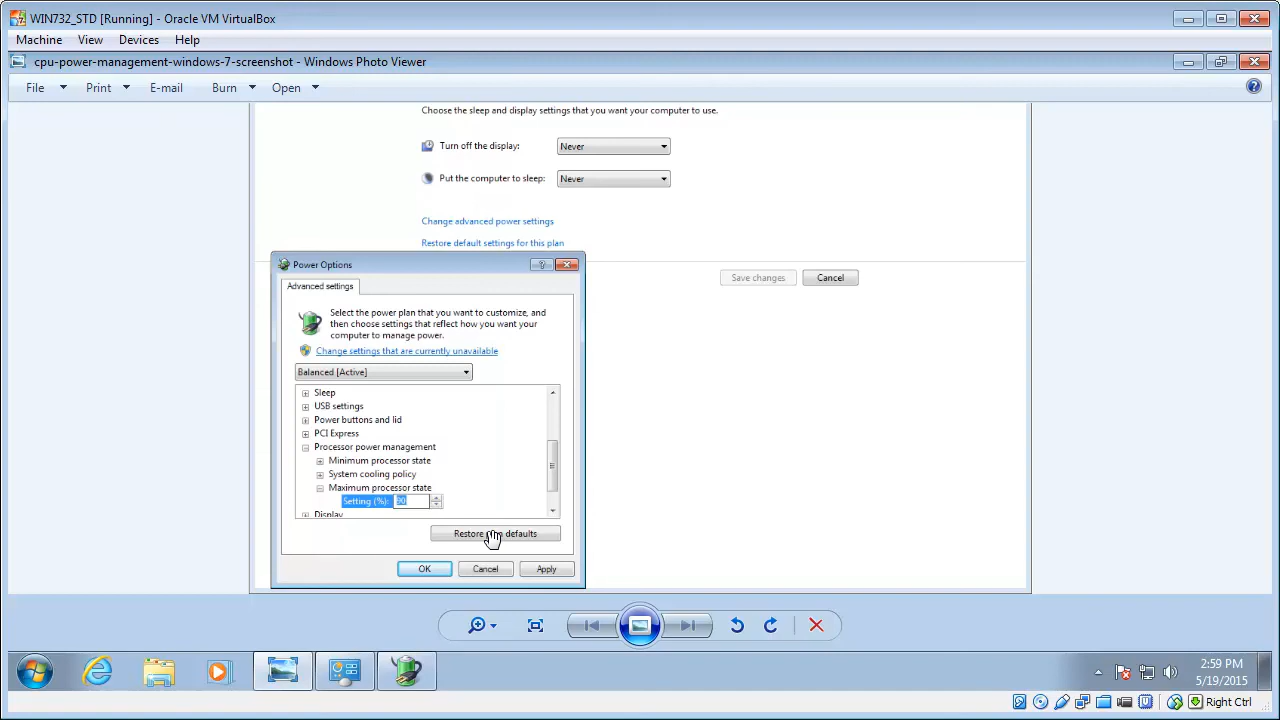 WIN732_STD [Running] - Oracle VM VirtualBox
Machine View Devices Help
cpu-power-management-windows-7-screenshot - Windows Photo Viewer
File Print E-mail Burn Open
Choose the sleep and display settings that you want your computer to use.
Turn off the display: Never
Put the computer to sleep: Never
Change advanced power settings
Restore default settings for this plan
Save changes Cancel
Power Options
Advanced settings
Select the power plan that you want to customize, and
then choose settings that reflect how you want your
computer to manage power.
Change settings that are currently unavailable
Balanced [Active]
Sleep
USB settings
Power buttons and lid
PCI Express
Processor power management
Minimum processor state
System cooling policy
Maximum processor state
Setting (%): 90
Display
Restore defaults
OK Cancel Apply
2:59 PM
5/19/2015
Right Ctrl